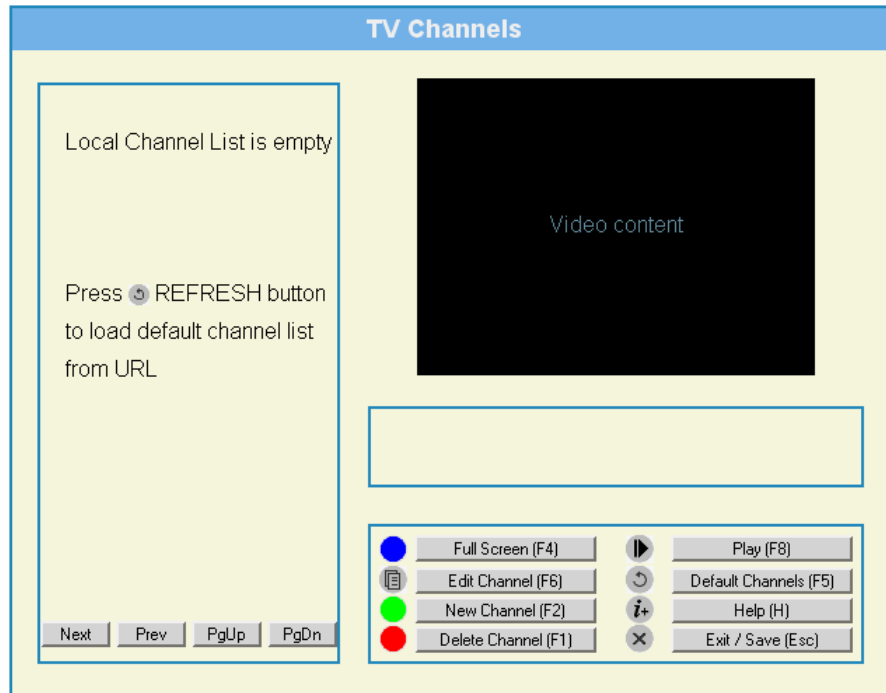 TV Channels
Local Channel List is empty
Press REFRESH button
to load default channel list
from URL
Next Prev PgUp PgDn
Video content
Full Screen (F4) Play (F8)
Edit Channel (F6) Default Channels (F5)
New Channel (F2) i+ Help (H)
Delete Channel (F1) Exit / Save (Esc)